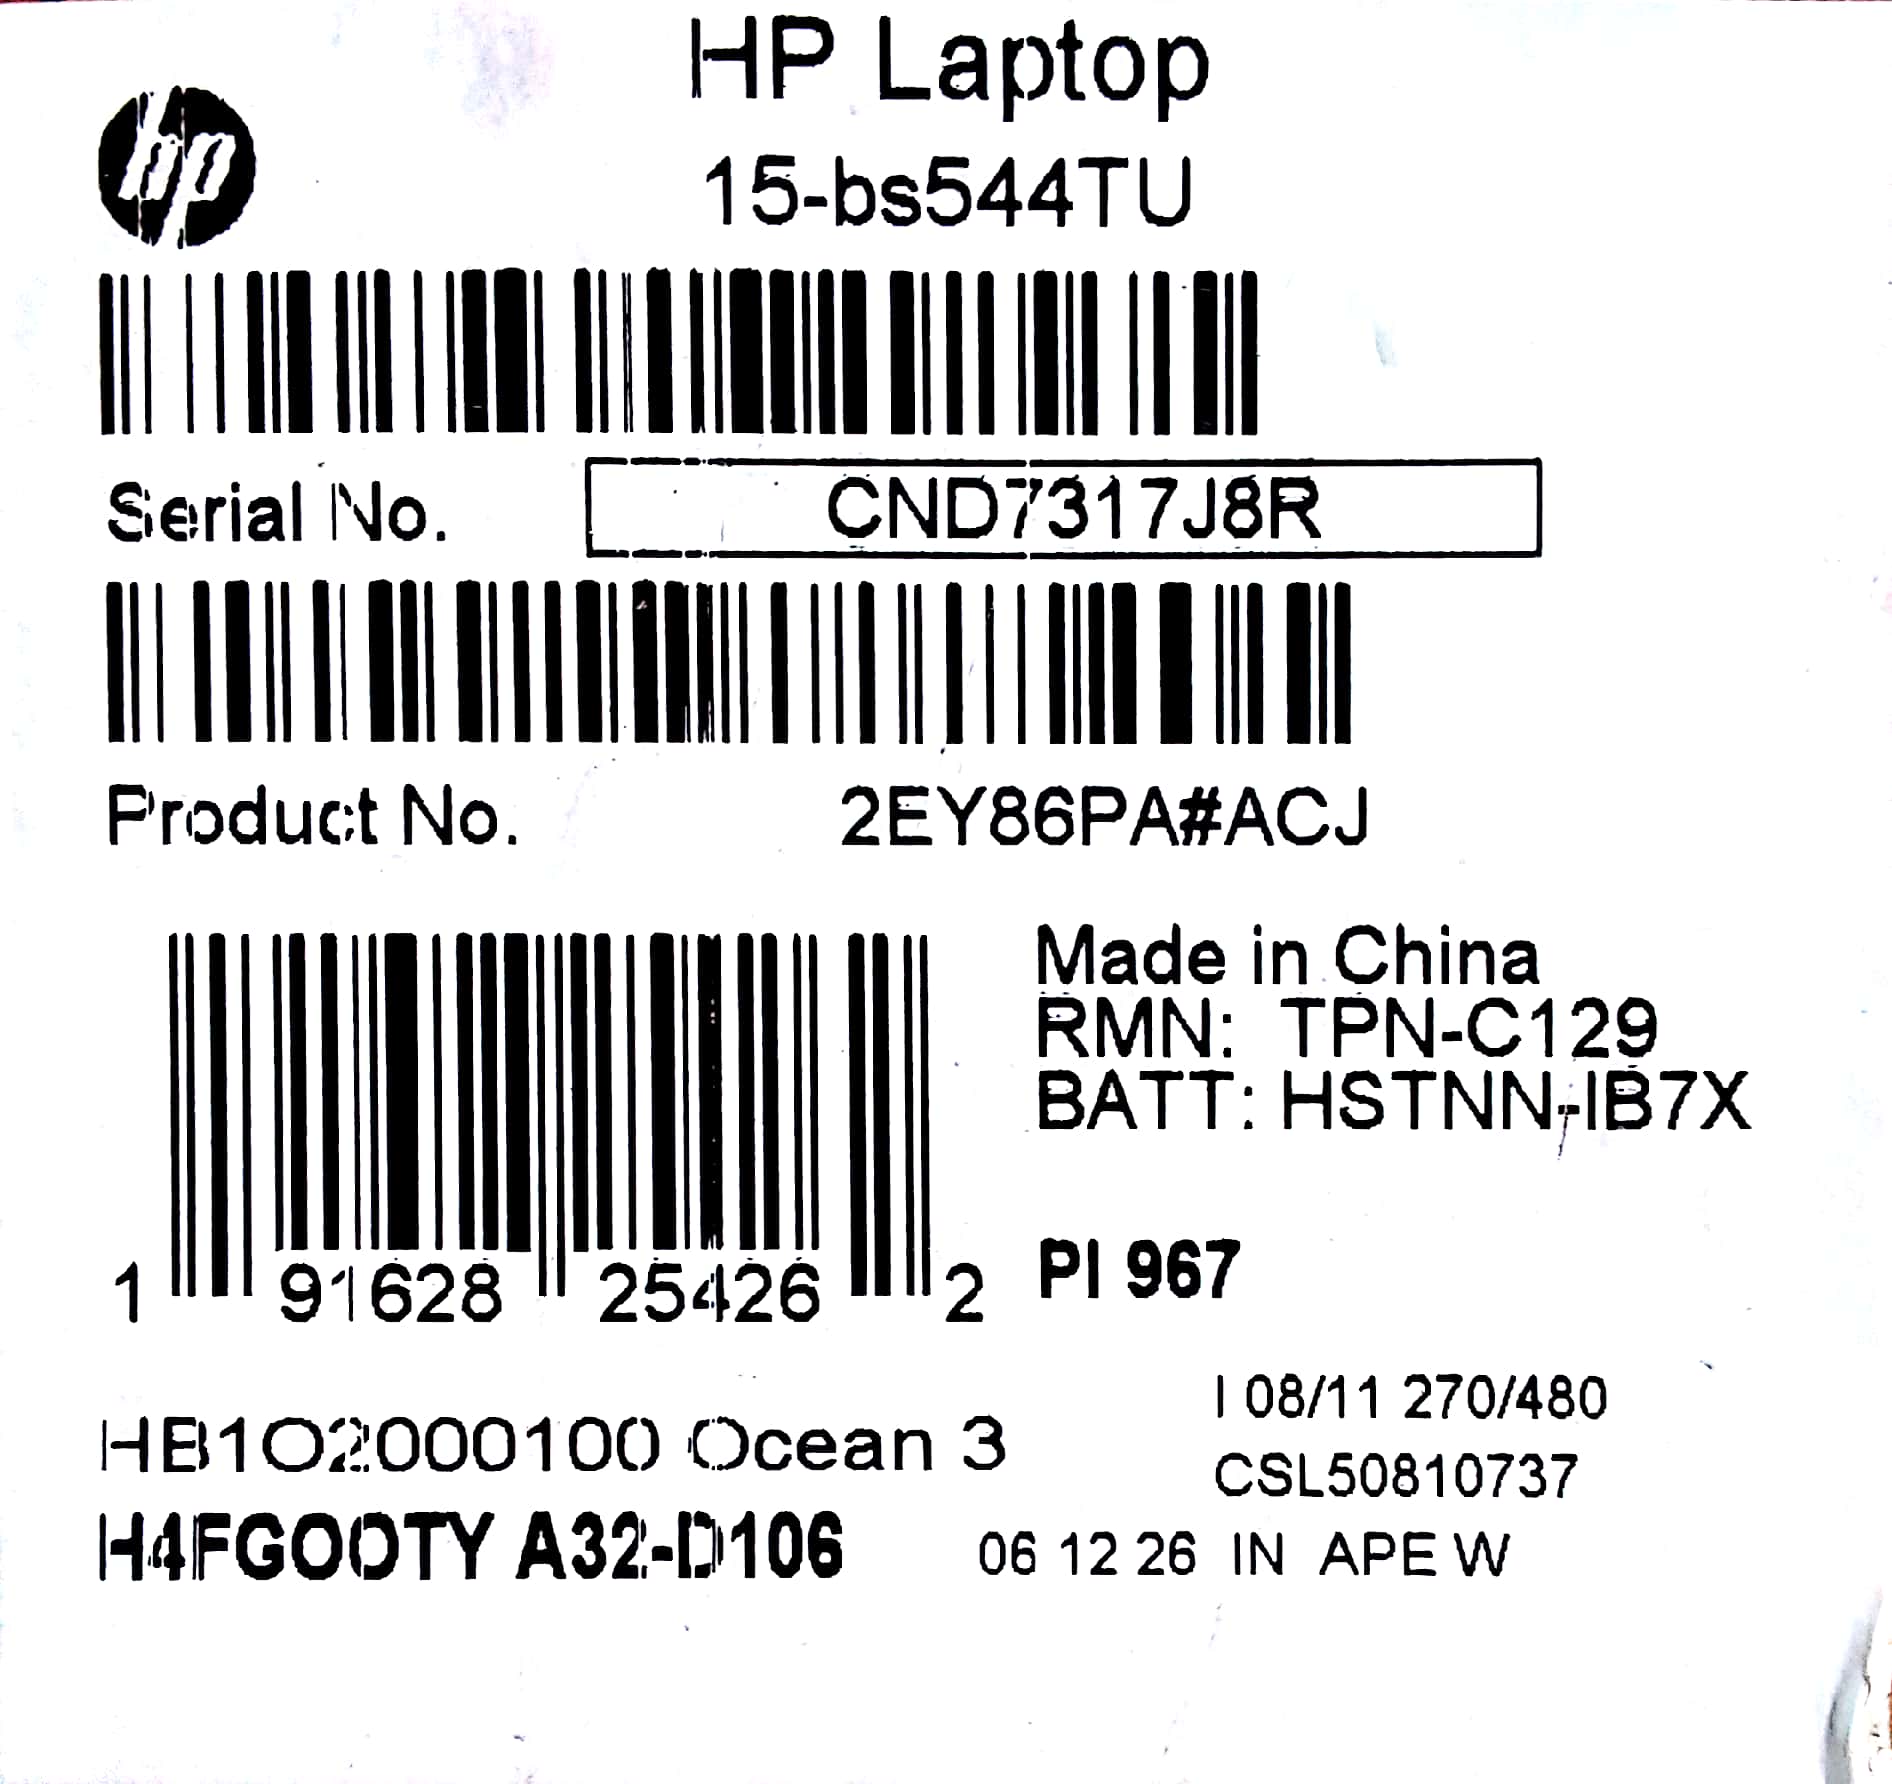 HP Laptop
hp
15-bs544TU
Serial No. CND7317J8R
Product No. 2EY86PA#ACJ
Made in China
RMN: TPN-C129
BATT: HSTNN-IB7X
1 91628 25426 2
PI 967
I 08/11 270/480
HB1O2000100 Ocean 3
CSL50810737
H4FGOOTY A32-D106
06 12 26 IN APE W